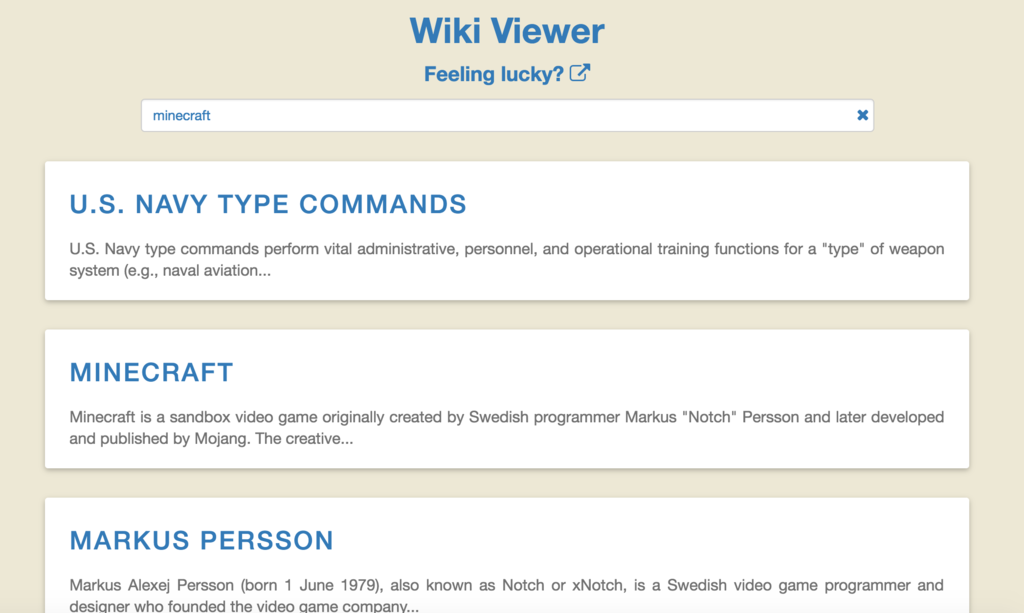 Wiki Viewer
Feeling lucky?
minecraft
U.S. NAVY TYPE COMMANDS
U.S. Navy type commands perform vital administrative, personnel, and operational training functions for a "type" of weapon
system (e.g., naval aviation...
MINECRAFT
Minecraft is a sandbox video game originally created by Swedish programmer Markus "Notch" Persson and later developed
and published by Mojang. The creative...
MARKUS PERSSON
Markus Alexej Persson (born 1 June 1979), also known as Notch or xNotch, is a Swedish video game programmer and
designer who founded the video game company...